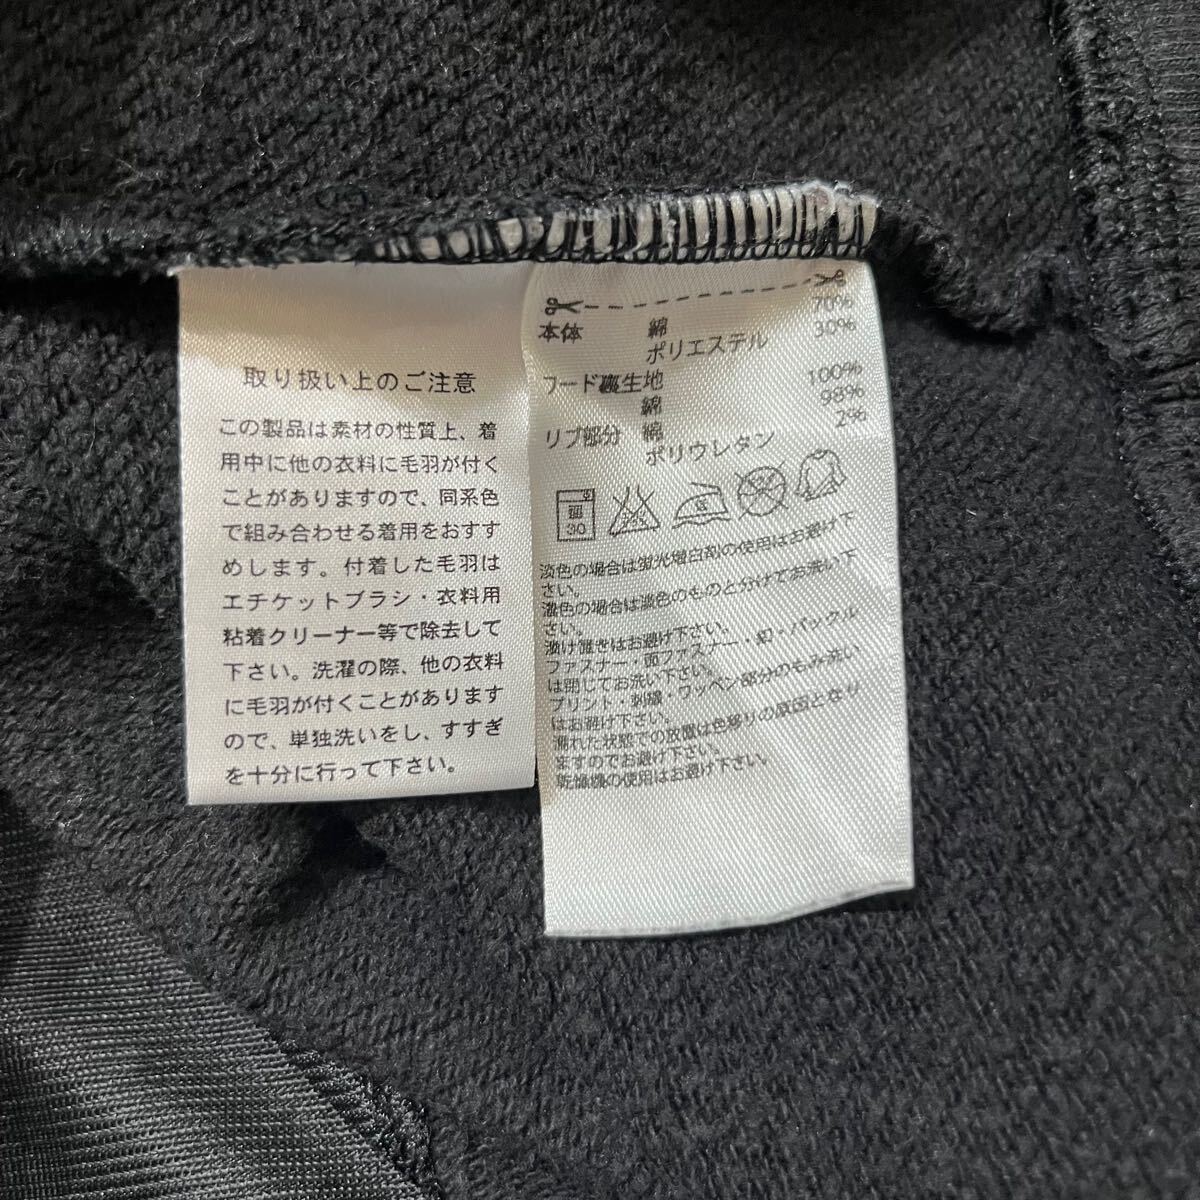 取り扱い上のご注意
この製品は素材の性質上、着
用中に他の衣料に毛羽が付く
ことがありますので、同系色
で組み合わせる着用をおすす
めします。付着した毛羽は
エチケットブラシ・衣料用
粘着クリーナー等で除去して
下さい。洗濯の際、他の衣料
に毛羽が付くことがあります
ので、単独洗いをし、すすぎ
を十分に行って下さい。
本体 綿 70%
ポリエステル 30%
フード裏生地
綿 100%
リブ部分 綿 98%
ポリウレタン 2%
30
淡色の場合は蛍光増白剤の使用はお避け下
さい。
濃色の場合は淡色のものと分けてお洗い下
さい。
漬け置きはお避け下さい。
ファスナー・面ファスナー・釦・バックル
は閉じてお洗い下さい。
プリント・刺繍・ワッペン部分のもみ洗い
はお避け下さい。
濡れた状態での放置は色移りの原因となり
ますのでお避け下さい。
乾燥機の使用はお避け下さい。